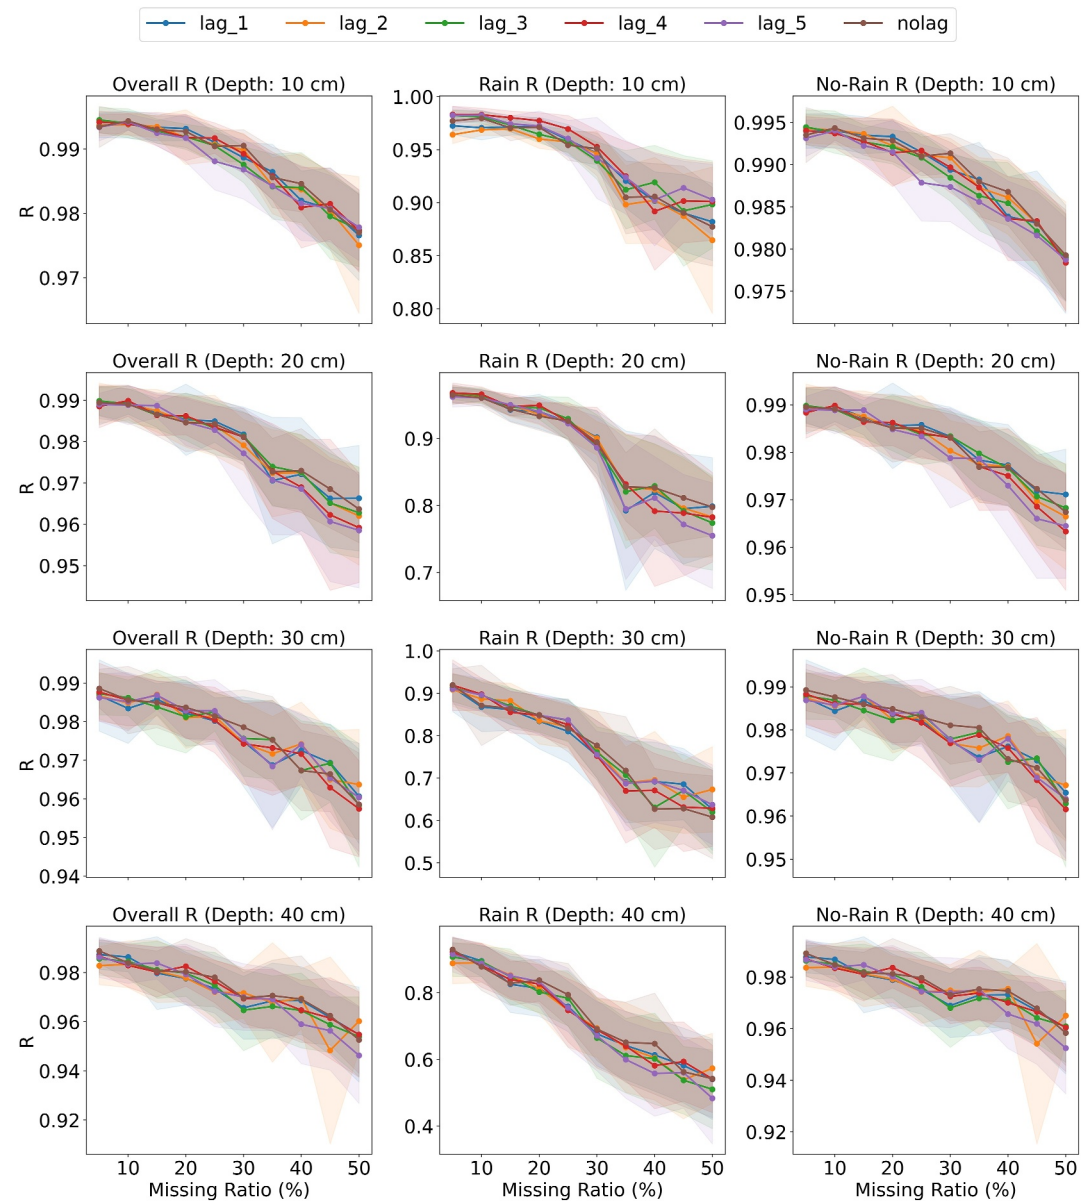 lag_1 lag_2 lag_3 lag_4 lag_5 nolag
Overall R (Depth: 10 cm)
R
0.99
0.98
0.97
Rain R (Depth: 10 cm)
1.00
0.95
0.90
0.85
0.80
No-Rain R (Depth: 10 cm)
0.995
0.990
0.985
0.980
0.975
Overall R (Depth: 20 cm)
R
0.99
0.98
0.97
0.96
0.95
Rain R (Depth: 20 cm)
0.9
0.8
0.7
No-Rain R (Depth: 20 cm)
0.99
0.98
0.97
0.96
0.95
Overall R (Depth: 30 cm)
R
0.99
0.98
0.97
0.96
0.95
0.94
Rain R (Depth: 30 cm)
1.0
0.9
0.8
0.7
0.6
0.5
No-Rain R (Depth: 30 cm)
0.99
0.98
0.97
0.96
0.95
Overall R (Depth: 40 cm)
R
0.98
0.96
0.94
0.92
10 20 30 40 50
Missing Ratio (%)
Rain R (Depth: 40 cm)
0.8
0.6
0.4
10 20 30 40 50
Missing Ratio (%)
No-Rain R (Depth: 40 cm)
0.98
0.96
0.94
0.92
10 20 30 40 50
Missing Ratio (%)